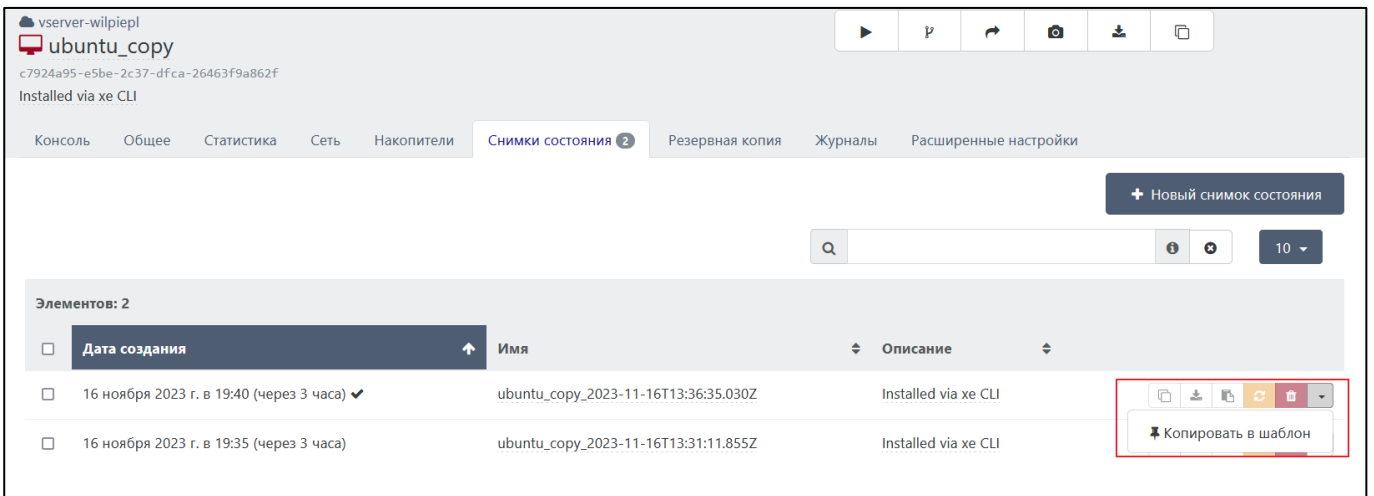 vserver-wilpiepl
ubuntu_copy
c7924a95-e5be-2c37-dfca-26463f9a862f
Installed via xe CLI
Консоль Общее Статистика Сеть Накопители Снимки состояния 2 Резервная копия Журналы Расширенные настройки
Новый снимок состояния
10
Элементов: 2
Дата создания Имя Описание
16 ноября 2023 г. в 19:40 (через 3 часа) ubuntu_copy_2023-11-16T13:36:35.030Z Installed via xe CLI
Копировать в шаблон
16 ноября 2023 г. в 19:35 (через 3 часа) ubuntu_copy_2023-11-16T13:31:11.855Z Installed via xe CLI